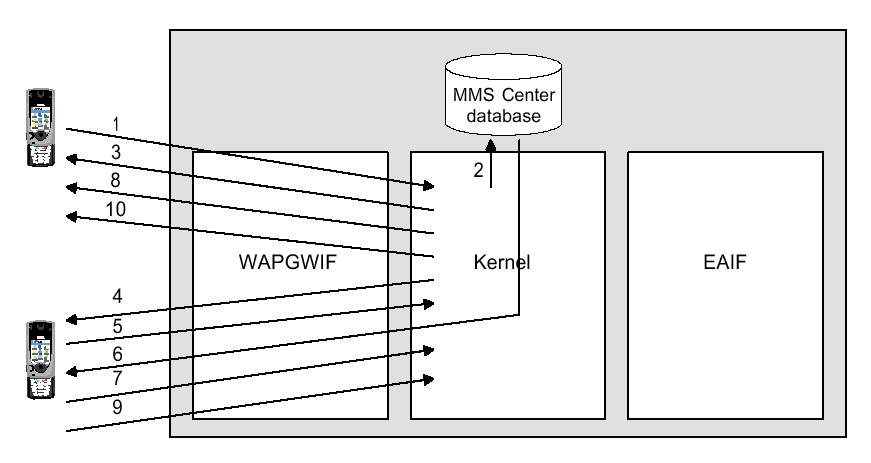 MMS Center
database
1
3
2
8
10
WAPGWIF
Kernel
EAIF
4
5
6
7
9